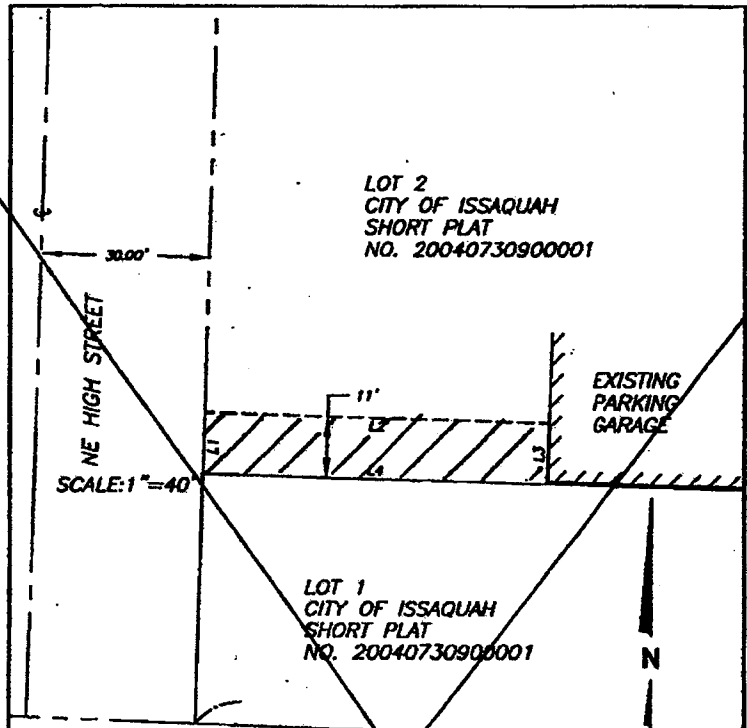 LOT 2
CITY OF ISSAQUAH
SHORT PLAT
NO. 20040730900001
30.00'
NE HIGH STREET
11'
EXISTING
PARKING
GARAGE
L1
L2
L3
L4
SCALE:1"=40'
LOT 1
CITY OF ISSAQUAH
SHORT PLAT
NO. 20040730900001
N